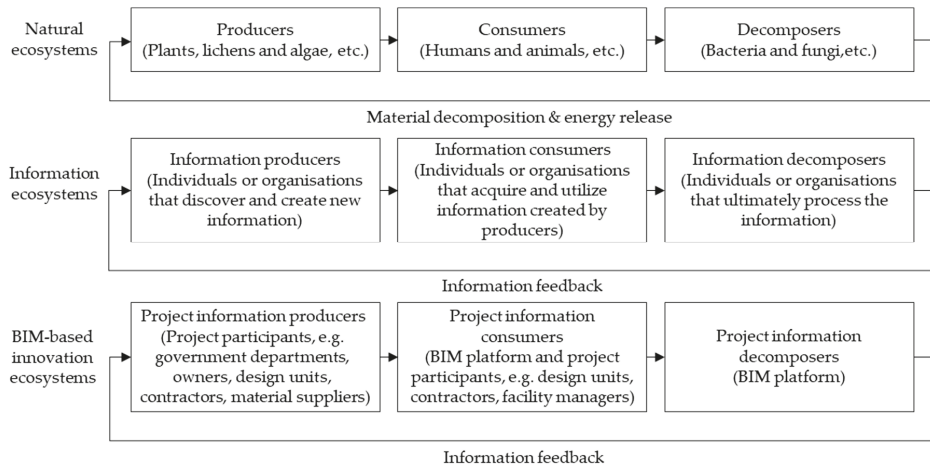 Natural
ecosystems
Producers
(Plants, lichens and algae, etc.)
Consumers
(Humans and animals, etc.)
Decomposers
(Bacteria and fungi,etc.)
Material decomposition & energy release
Information
ecosystems
Information producers
(Individuals or organisations
that discover and create new
information)
Information consumers
(Individuals or organisations
that acquire and utilize
information created by
producers)
Information decomposers
(Individuals or organisations
that ultimately process the
information)
Information feedback
BIM-based
innovation
ecosystems
Project information producers
(Project participants, e.g.
government departments,
owners, design units,
contractors, material suppliers)
Project information
consumers
(BIM platform and project
participants, e.g. design units,
contractors, facility managers)
Project information
decomposers
(BIM platform)
Information feedback